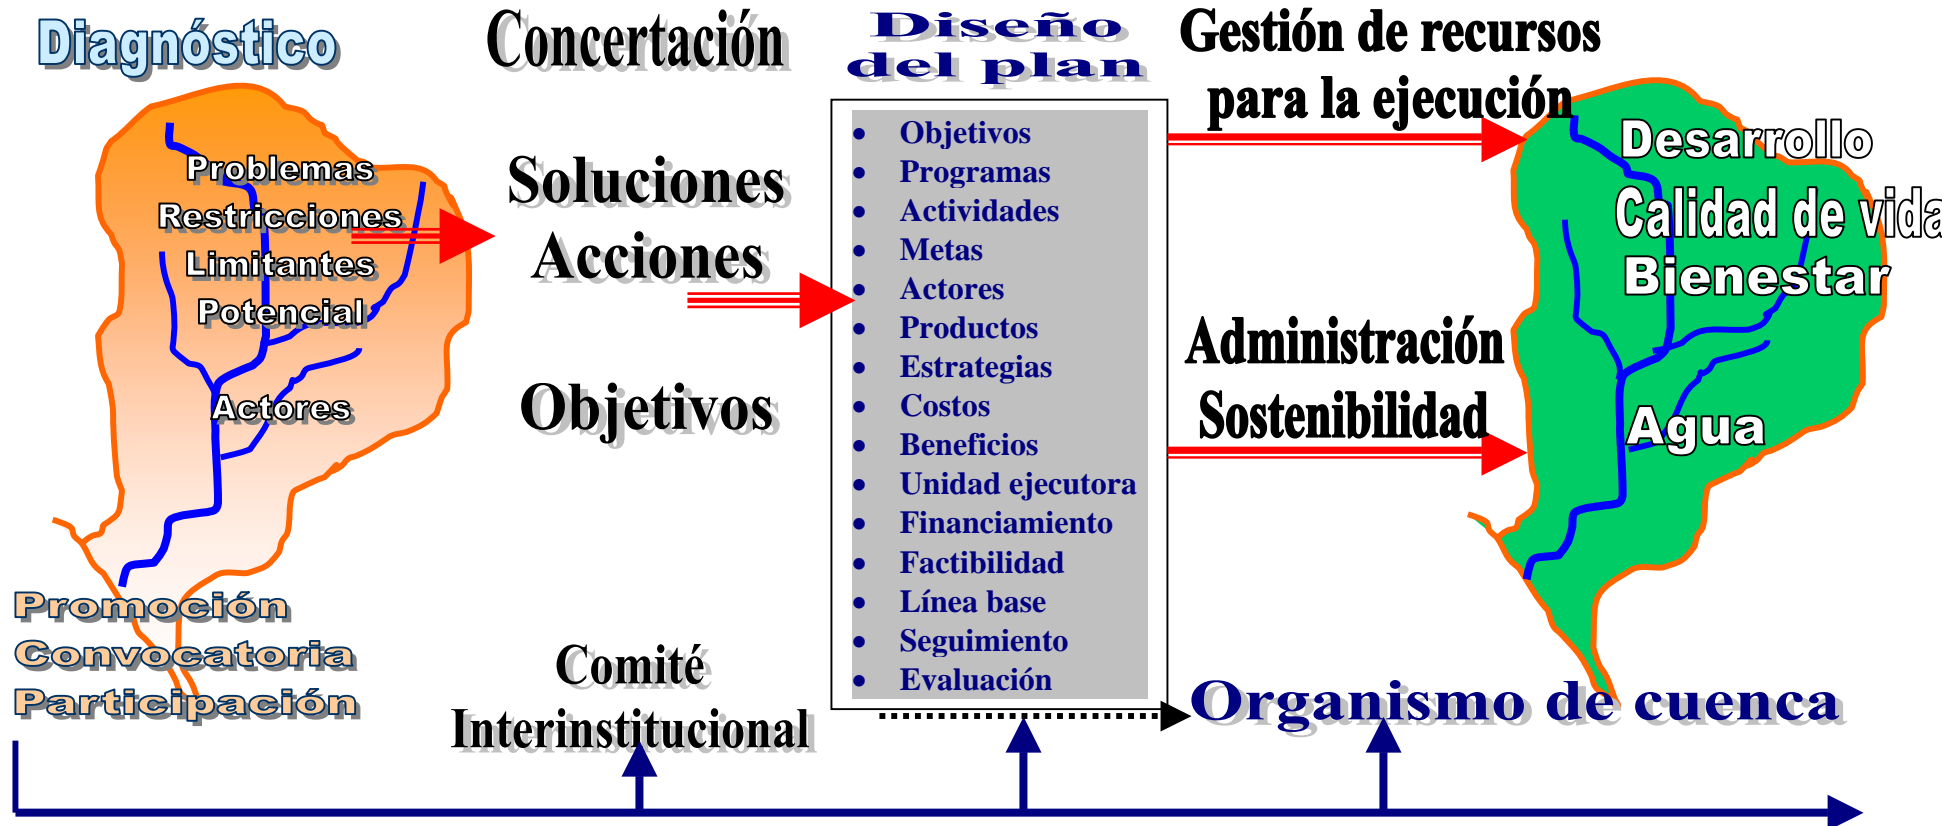 Diagnóstico
Problemas
Restricciones
Limitantes
Potencial
Actores
Promoción
Convocatoria
Participación
Concertación
Soluciones
Acciones
Objetivos
Comité
Interinstitucional
Diseño
del plan
• Objetivos
• Programas
• Actividades
• Metas
• Actores
• Productos
• Estrategias
• Costos
• Beneficios
• Unidad ejecutora
• Financiamiento
• Factibilidad
• Línea base
• Seguimiento
• Evaluación
Gestión de recursos
para la ejecución
Administración
Sostenibilidad
Desarrollo
Calidad de vida
Bienestar
Agua
Organismo de cuenca